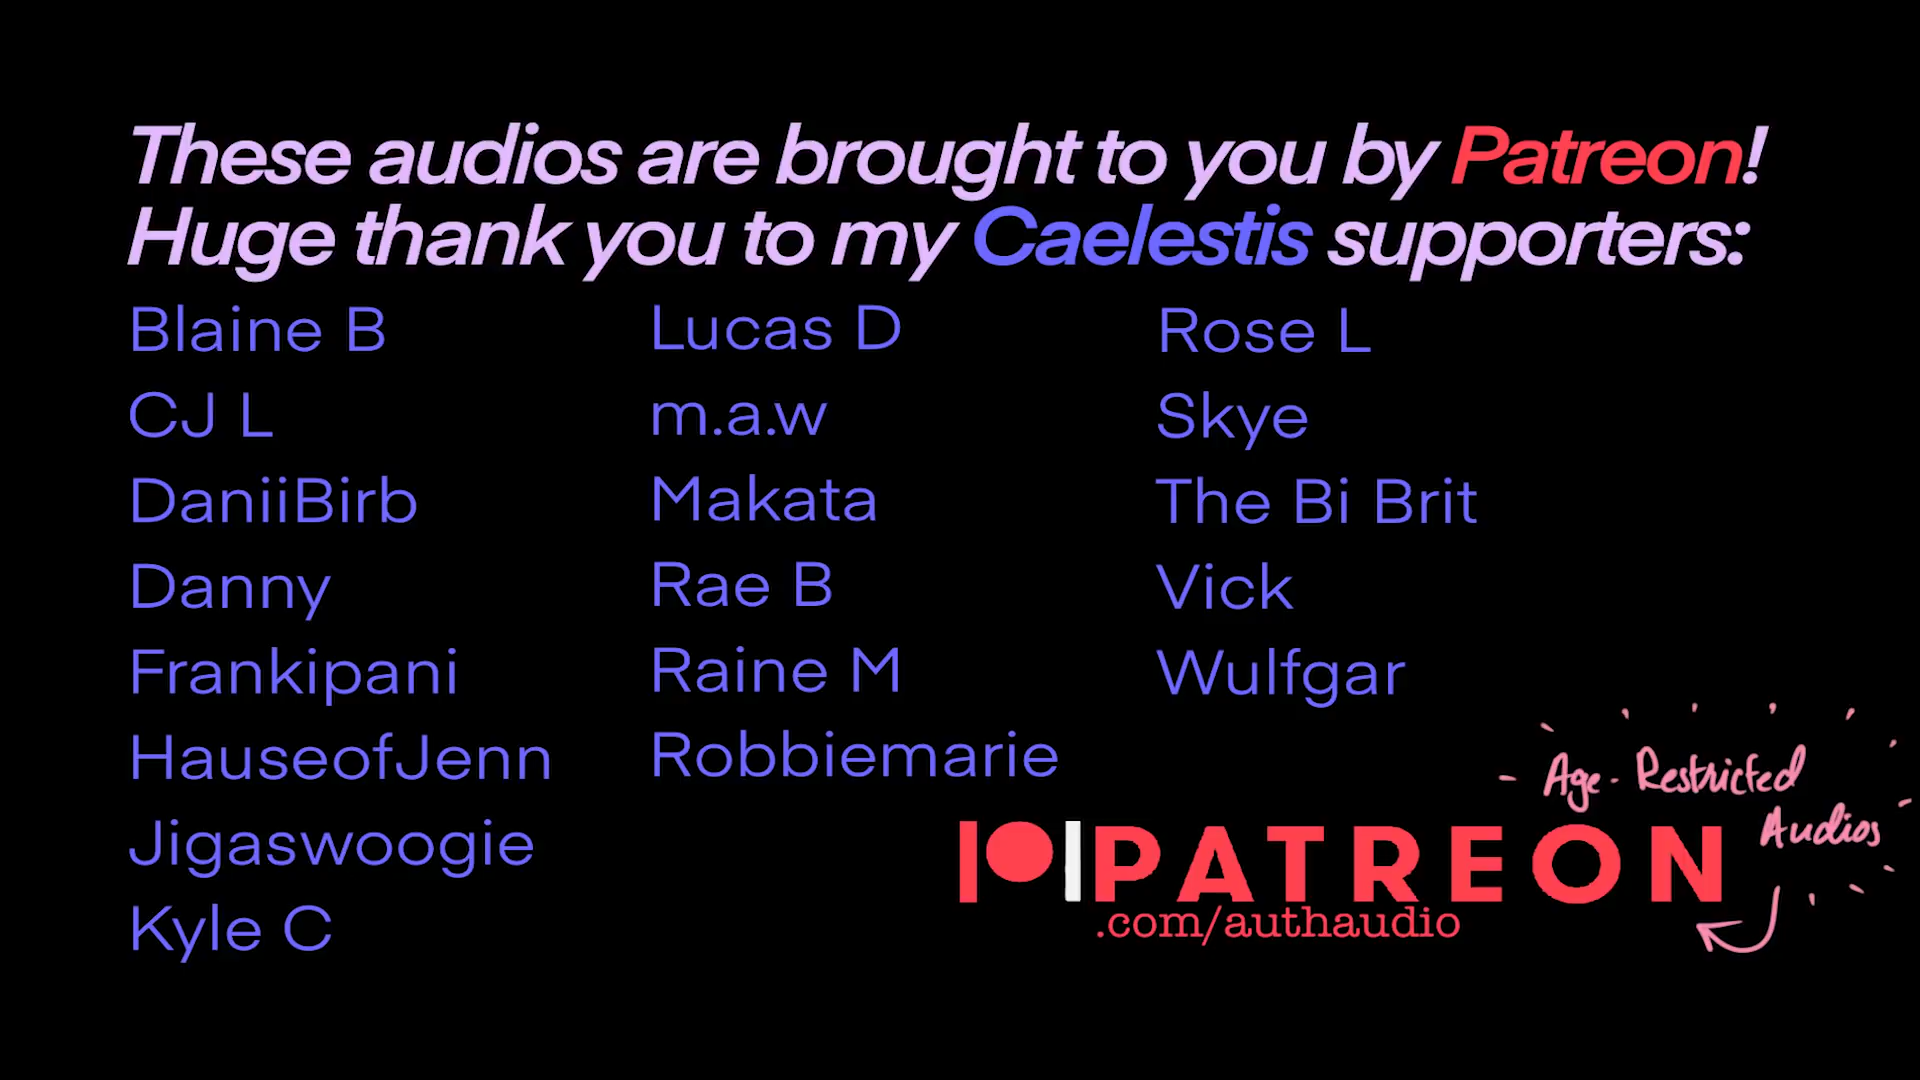 These audios are brought to you by Patreon!
Huge thank you to my Caelestis supporters:
Blaine B
CJ L
DaniiBirb
Danny
Frankipani
HauseofJenn
Jigaswoogie
Kyle C
Lucas D
m.a.w
Makata
Rae B
Raine M
Robbiemarie
Rose L
Skye
The Bi Brit
Vick
Wulfgar
Age-Restricted
Audios
PATREON
.com/authaudio